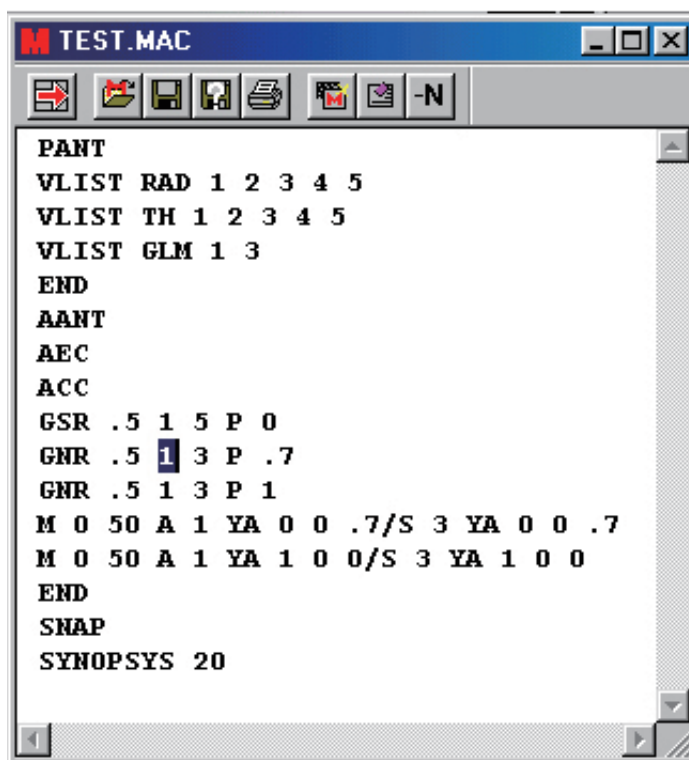 TEST.MAC
-N
PANT
VLIST RAD 1 2 3 4 5
VLIST TH 1 2 3 4 5
VLIST GLM 1 3
END
AANT
AEC
ACC
GSR .5 1 5 P 0
GNR .5 1 3 P .7
GNR .5 1 3 P 1
M 0 50 A 1 YA 0 0 .7/S 3 YA 0 0 .7
M 0 50 A 1 YA 1 0 0/S 3 YA 1 0 0
END
SNAP
SYNOPSYS 20